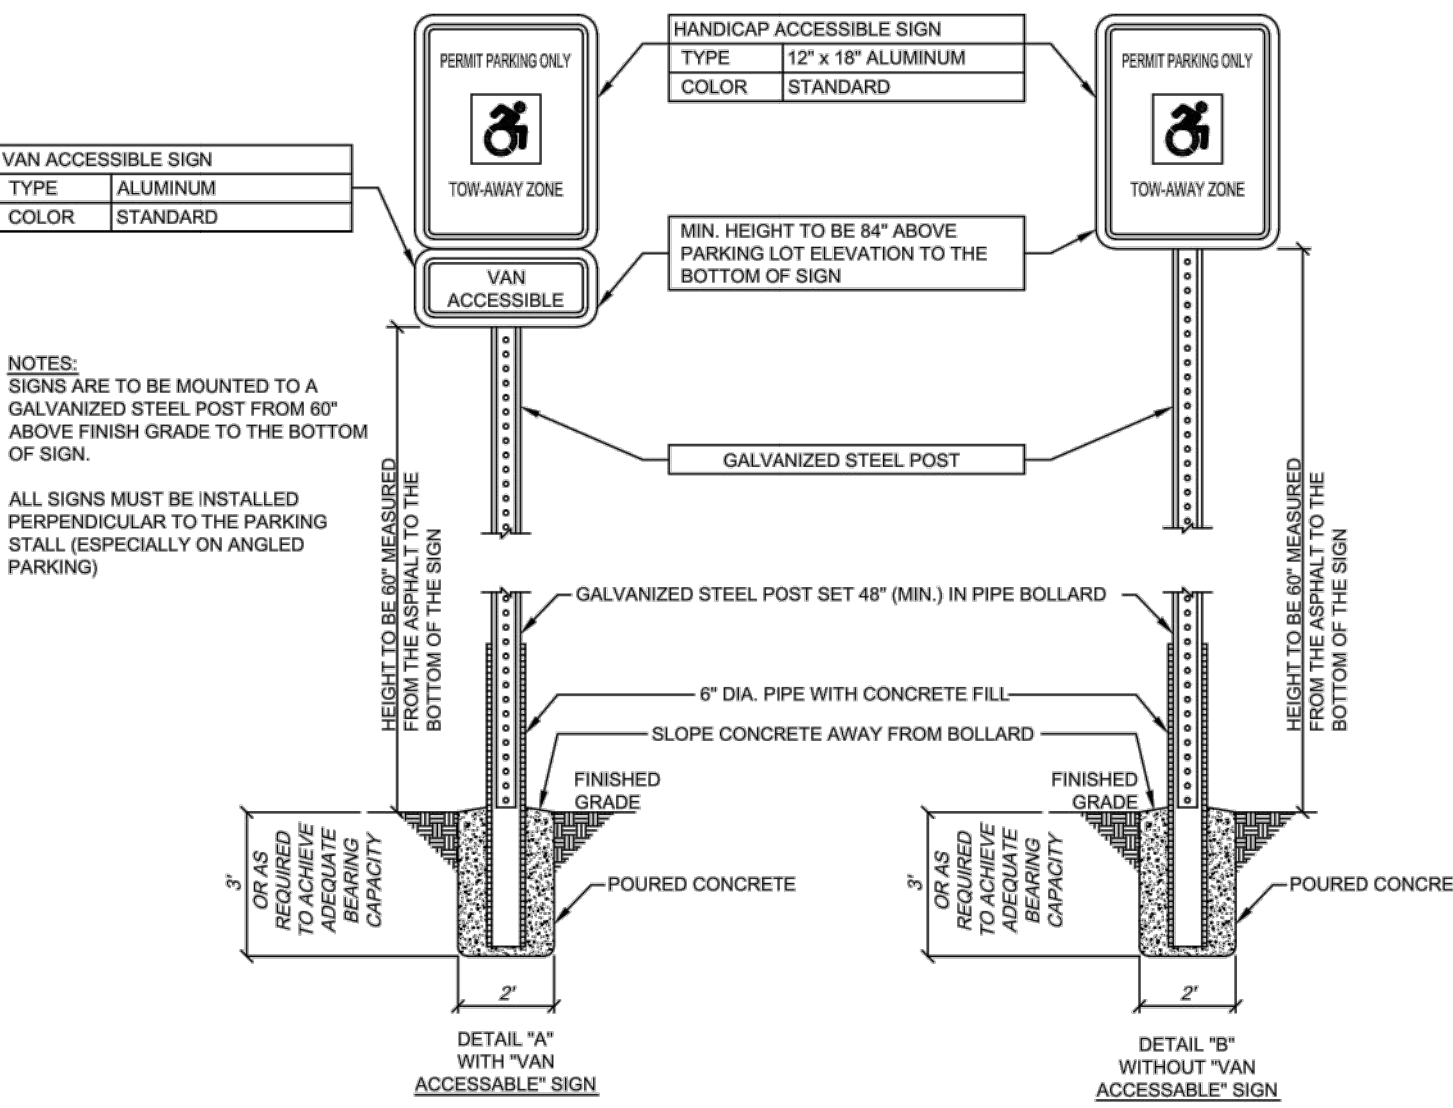 PERMIT PARKING ONLY
TOW-AWAY ZONE
VAN
ACCESSIBLE
HANDICAP ACCESSIBLE SIGN
TYPE 12" x 18" ALUMINUM
COLOR STANDARD
PERMIT PARKING ONLY
TOW-AWAY ZONE
VAN ACCESSIBLE SIGN
TYPE ALUMINUM
COLOR STANDARD
MIN. HEIGHT TO BE 84" ABOVE
PARKING LOT ELEVATION TO THE
BOTTOM OF SIGN
NOTES:
SIGNS ARE TO BE MOUNTED TO A
GALVANIZED STEEL POST FROM 60"
ABOVE FINISH GRADE TO THE BOTTOM
OF SIGN.
ALL SIGNS MUST BE INSTALLED
PERPENDICULAR TO THE PARKING
STALL (ESPECIALLY ON ANGLED
PARKING)
GALVANIZED STEEL POST
HEIGHT TO BE 60" MEASURED
FROM THE ASPHALT TO THE
BOTTOM OF THE SIGN
HEIGHT TO BE 60" MEASURED
FROM THE ASPHALT TO THE
BOTTOM OF THE SIGN
GALVANIZED STEEL POST SET 48" (MIN.) IN PIPE BOLLARD
6" DIA. PIPE WITH CONCRETE FILL
SLOPE CONCRETE AWAY FROM BOLLARD
FINISHED
GRADE
FINISHED
GRADE
3'
OR AS
REQUIRED
TO ACHIEVE
ADEQUATE
BEARING
CAPACITY
POURED CONCRETE
3'
OR AS
REQUIRED
TO ACHIEVE
ADEQUATE
BEARING
CAPACITY
POURED CONCRE
2'
2'
DETAIL "A"
WITH "VAN
ACCESSABLE" SIGN
DETAIL "B"
WITHOUT "VAN
ACCESSABLE" SIGN